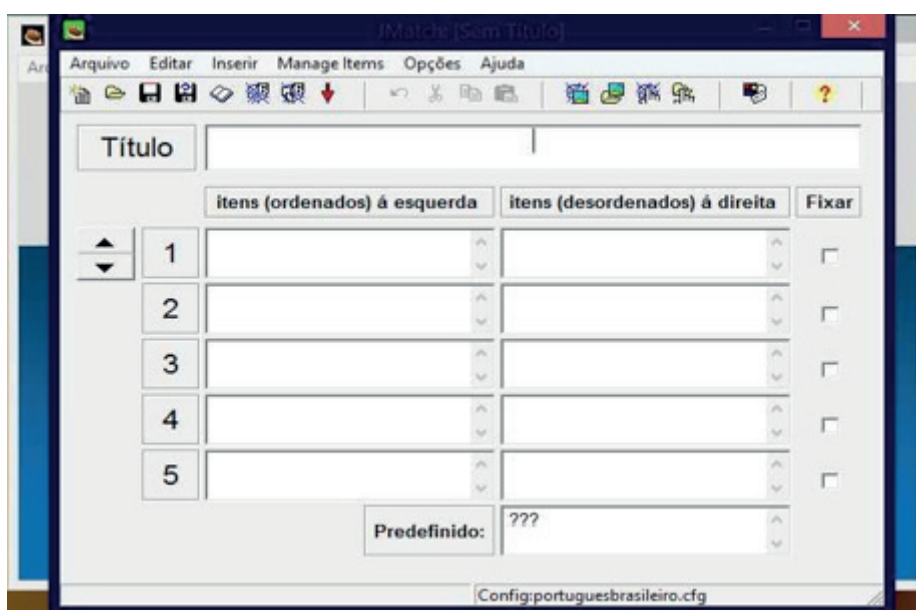 JMatch: [Sem Título]
Arquivo Editar Inserir Manage Items Opções Ajuda
Título
itens (ordenados) á esquerda itens (desordenados) á direita Fixar
1
2
3
4
5
Predefinido: ???
Config:portuguesbrasileiro.cfg